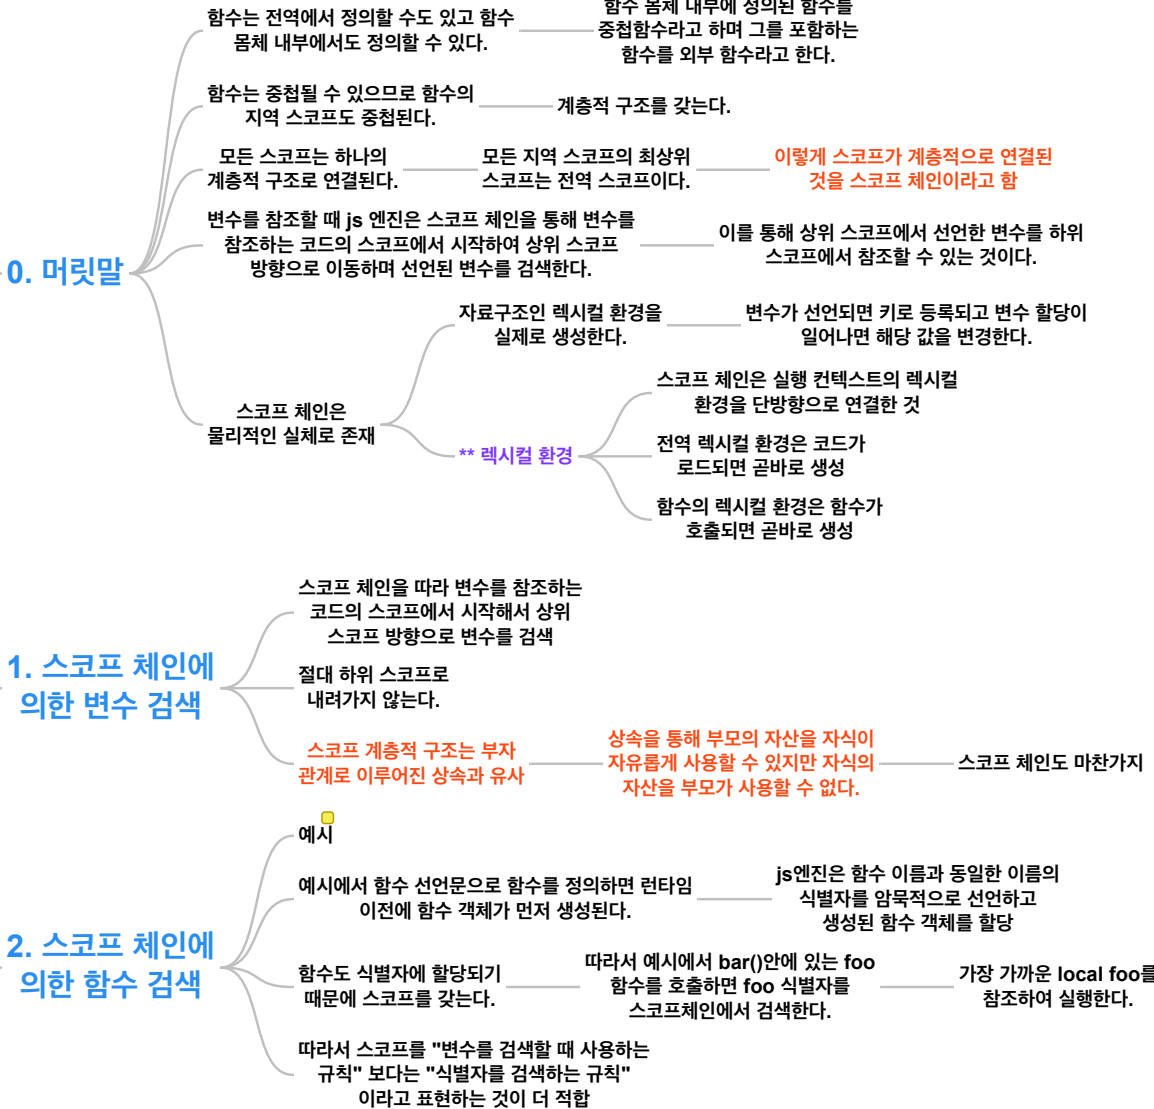 함수는 전역에서 정의할 수도 있고 함수
몸체 내부에서도 정의할 수 있다.
함수 몸체 내부에 정의된 함수를
중첩함수라고 하며 그를 포함하는
함수를 외부 함수라고 한다.
함수는 중첩될 수 있으므로 함수의
지역 스코프도 중첩된다.
계층적 구조를 갖는다.
모든 스코프는 하나의
계층적 구조로 연결된다.
모든 지역 스코프의 최상위
스코프는 전역 스코프이다.
이렇게 스코프가 계층적으로 연결된
것을 스코프 체인이라고 함
변수를 참조할 때 js 엔진은 스코프 체인을 통해 변수를
참조하는 코드의 스코프에서 시작하여 상위 스코프
방향으로 이동하며 선언된 변수를 검색한다.
이를 통해 상위 스코프에서 선언한 변수를 하위
스코프에서 참조할 수 있는 것이다.
0. 머릿말
자료구조인 렉시컬 환경을
실제로 생성한다.
변수가 선언되면 키로 등록되고 변수 할당이
일어나면 해당 값을 변경한다.
스코프 체인은
물리적인 실체로 존재
** 렉시컬 환경
스코프 체인은 실행 컨텍스트의 렉시컬
환경을 단방향으로 연결한 것
전역 렉시컬 환경은 코드가
로드되면 곧바로 생성
함수의 렉시컬 환경은 함수가
호출되면 곧바로 생성
1. 스코프 체인에
의한 변수 검색
스코프 체인을 따라 변수를 참조하는
코드의 스코프에서 시작해서 상위
스코프 방향으로 변수를 검색
절대 하위 스코프로
내려가지 않는다.
스코프 계층적 구조는 부자
관계로 이루어진 상속과 유사
상속을 통해 부모의 자산을 자식이
자유롭게 사용할 수 있지만 자식의
자산을 부모가 사용할 수 없다.
스코프 체인도 마찬가지
2. 스코프 체인에
의한 함수 검색
예시
예시에서 함수 선언문으로 함수를 정의하면 런타임
이전에 함수 객체가 먼저 생성된다.
js엔진은 함수 이름과 동일한 이름의
식별자를 암묵적으로 선언하고
생성된 함수 객체를 할당
함수도 식별자에 할당되기
때문에 스코프를 갖는다.
따라서 예시에서 bar()안에 있는 foo
함수를 호출하면 foo 식별자를
스코프체인에서 검색한다.
가장 가까운 local foo를
참조하여 실행한다.
따라서 스코프를 "변수를 검색할 때 사용하는
규칙" 보다는 "식별자를 검색하는 규칙"
이라고 표현하는 것이 더 적합